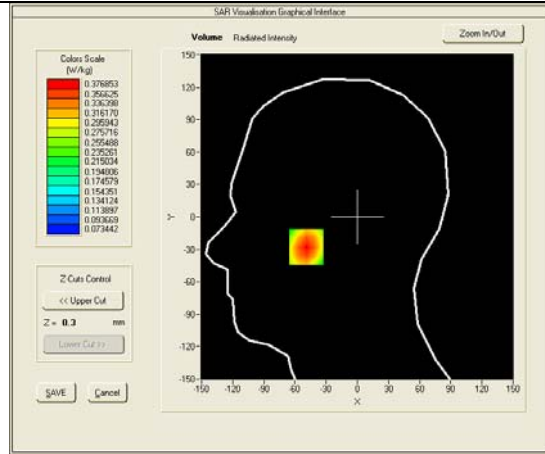 SAR Visualisation Graphical Interface
Volume Radiated Intensity
Zoom In/Out
Colors Scale
(W/kg)
0.376853
0.356625
0.336398
0.316170
0.295943
0.275716
0.255488
0.235261
0.215034
0.194806
0.174579
0.154351
0.134124
0.113897
0.093669
0.073442
Z Cuts Control
<< Upper Cut
Z = 0.3 mm
Lower Cut >>
SAVE
Cancel
150
120
90
60
30
0
-30
-60
-90
-120
-150
Y
-150 -120 -90 -60 -30 0 30 60 90 120 150
X